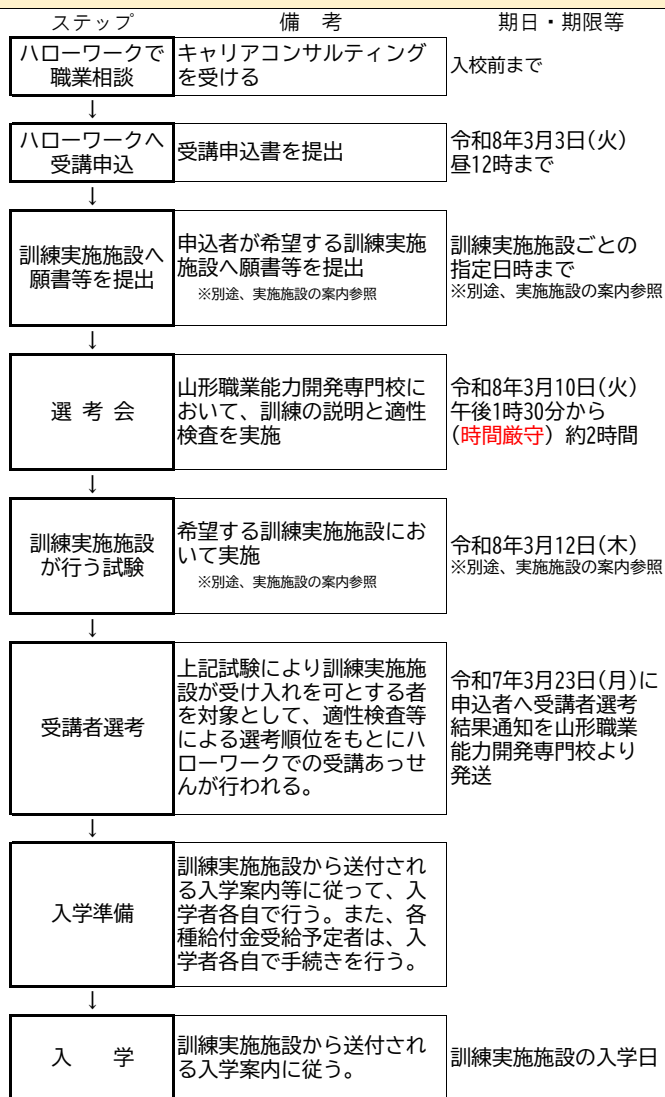 ステップ 備　考 期日・期限等
ハローワークで
職業相談
キャリアコンサルティング
を受ける
入校前まで
↓
ハローワークへ
受講申込
受講申込書を提出
令和8年3月3日(火)
昼12時まで
↓
訓練実施施設へ
願書等を提出
申込者が希望する訓練実施
施設へ願書等を提出
※別途、実施施設の案内参照
訓練実施施設ごとの
指定日時まで
※別途、実施施設の案内参照
↓
選 考 会
山形職業能力開発専門校に
おいて、訓練の説明と適性
検査を実施
令和8年3月10日(火)
午後1時30分から
(時間厳守) 約2時間
↓
訓練実施施設
が行う試験
希望する訓練実施施設にお
いて実施
※別途、実施施設の案内参照
令和8年3月12日(木)
※別途、実施施設の案内参照
↓
受講者選考
上記試験により訓練実施施
設が受け入れを可とする者
を対象として、適性検査等
による選考順位をもとにハ
ローワークでの受講あっせ
んが行われる。
令和7年3月23日(月)に
申込者へ受講者選考
結果通知を山形職業
能力開発専門校より
発送
↓
入学準備
訓練実施施設から送付され
る入学案内等に従って、入
学者各自で行う。また、各
種給付金受給予定者は、入
学者各自で手続きを行う。
↓
入　　学
訓練実施施設から送付され
る入学案内に従う。
訓練実施施設の入学日